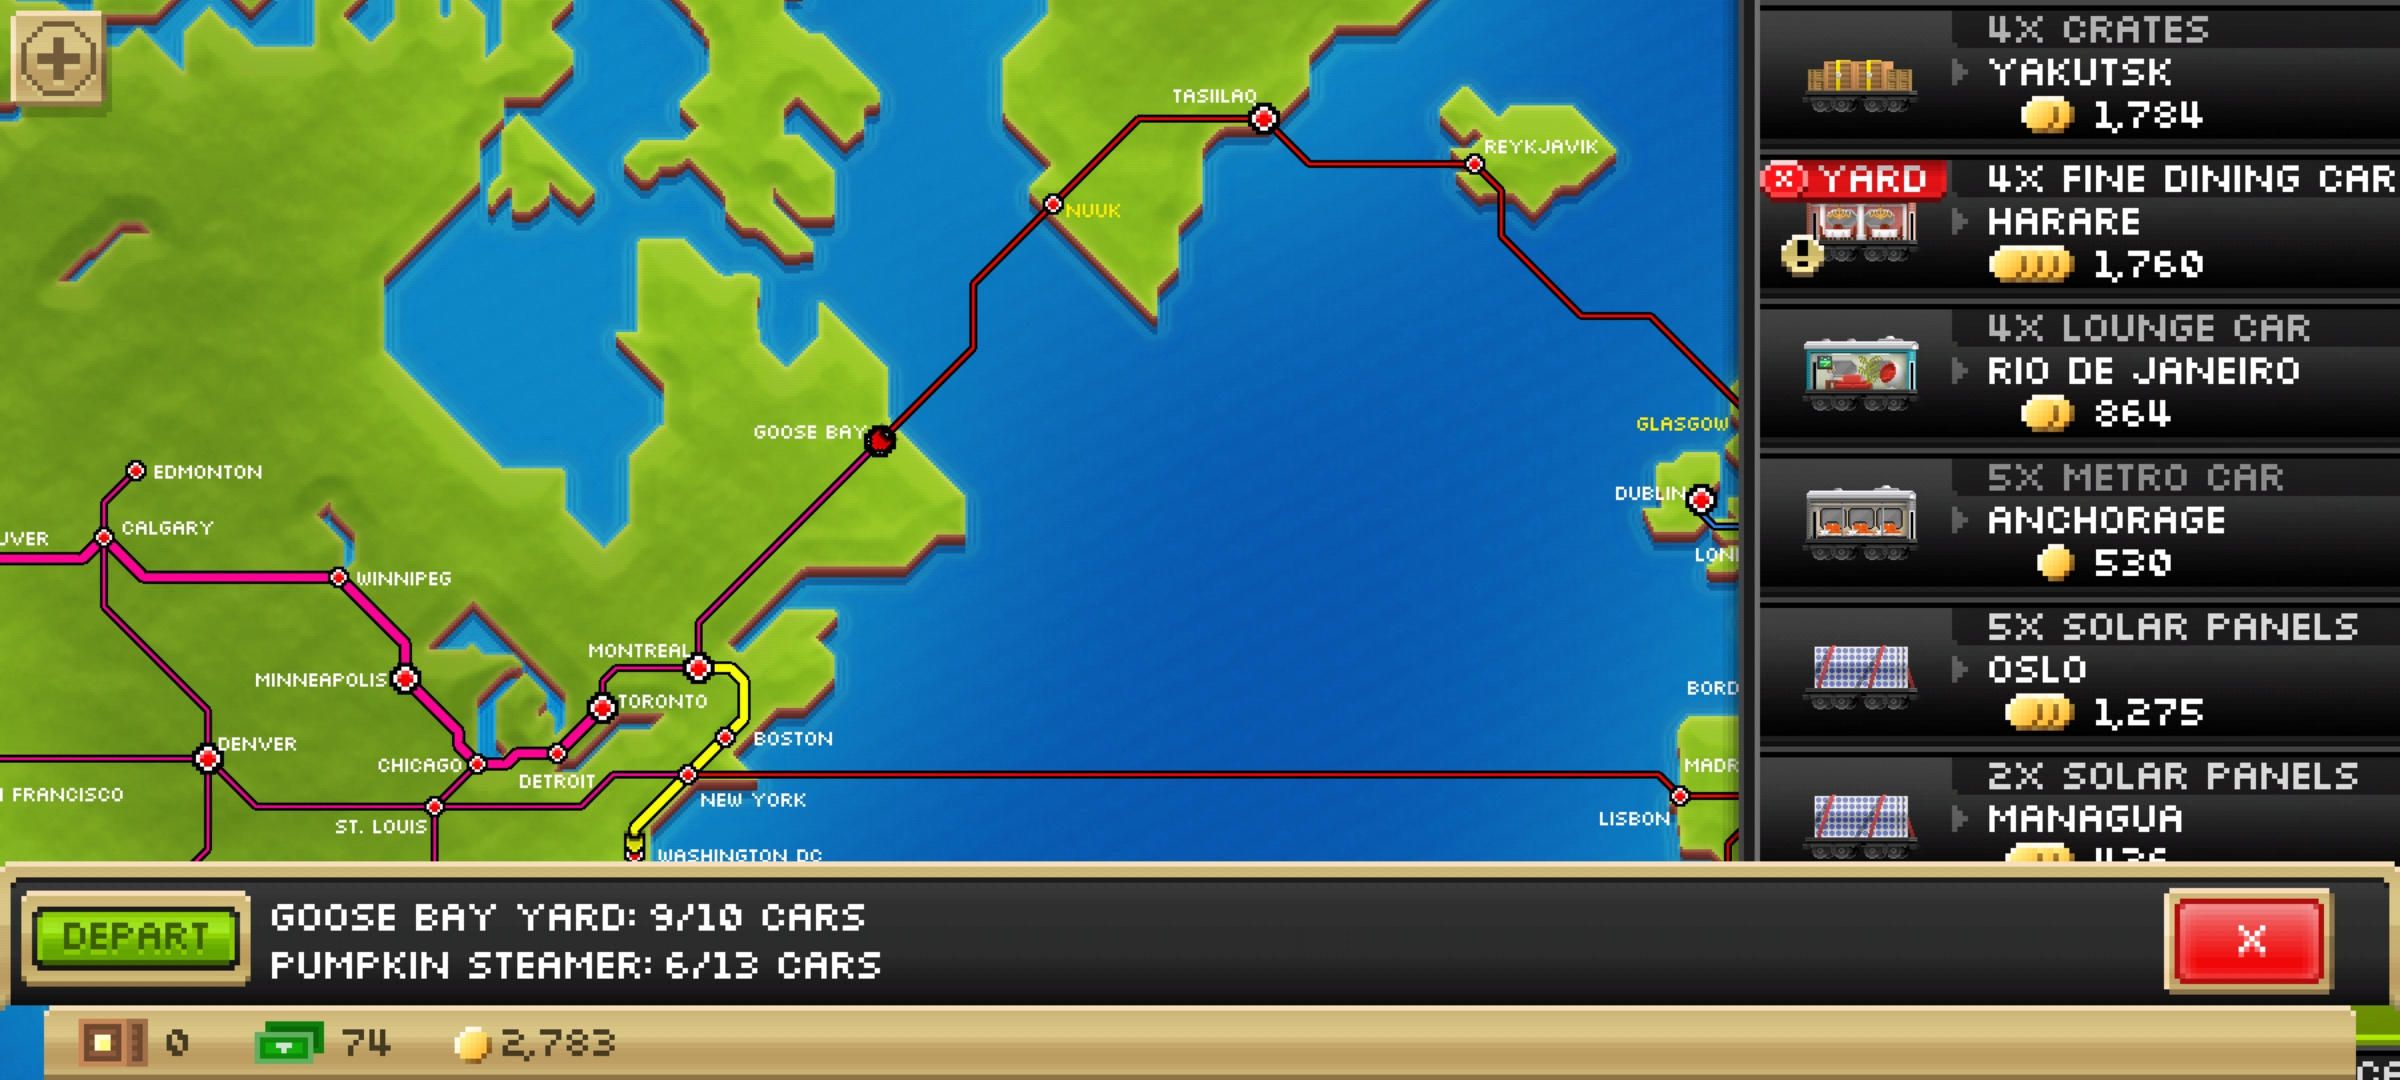 TASIILAQ
REYKJAVIK
NUUK
GOOSE BAY
GLASGOW
DUBLIN
EDMONTON
CALGARY
WINNIPEG
MONTREAL
MINNEAPOLIS
TORONTO
BOSTON
DENVER
CHICAGO
DETROIT
FRANCISCO
NEW YORK
ST. LOUIS
LISBON
WASHINGTON DC
4X CRATES
YAKUTSK
1,784
YARD
4X FINE DINING CAR
HARARE
1,760
4X LOUNGE CAR
RIO DE JANEIRO
864
5X METRO CAR
ANCHORAGE
530
5X SOLAR PANELS
OSLO
1,275
2X SOLAR PANELS
MANAGUA
DEPART
GOOSE BAY YARD: 9/10 CARS
PUMPKIN STEAMER: 6/13 CARS
X
0
74
2,783